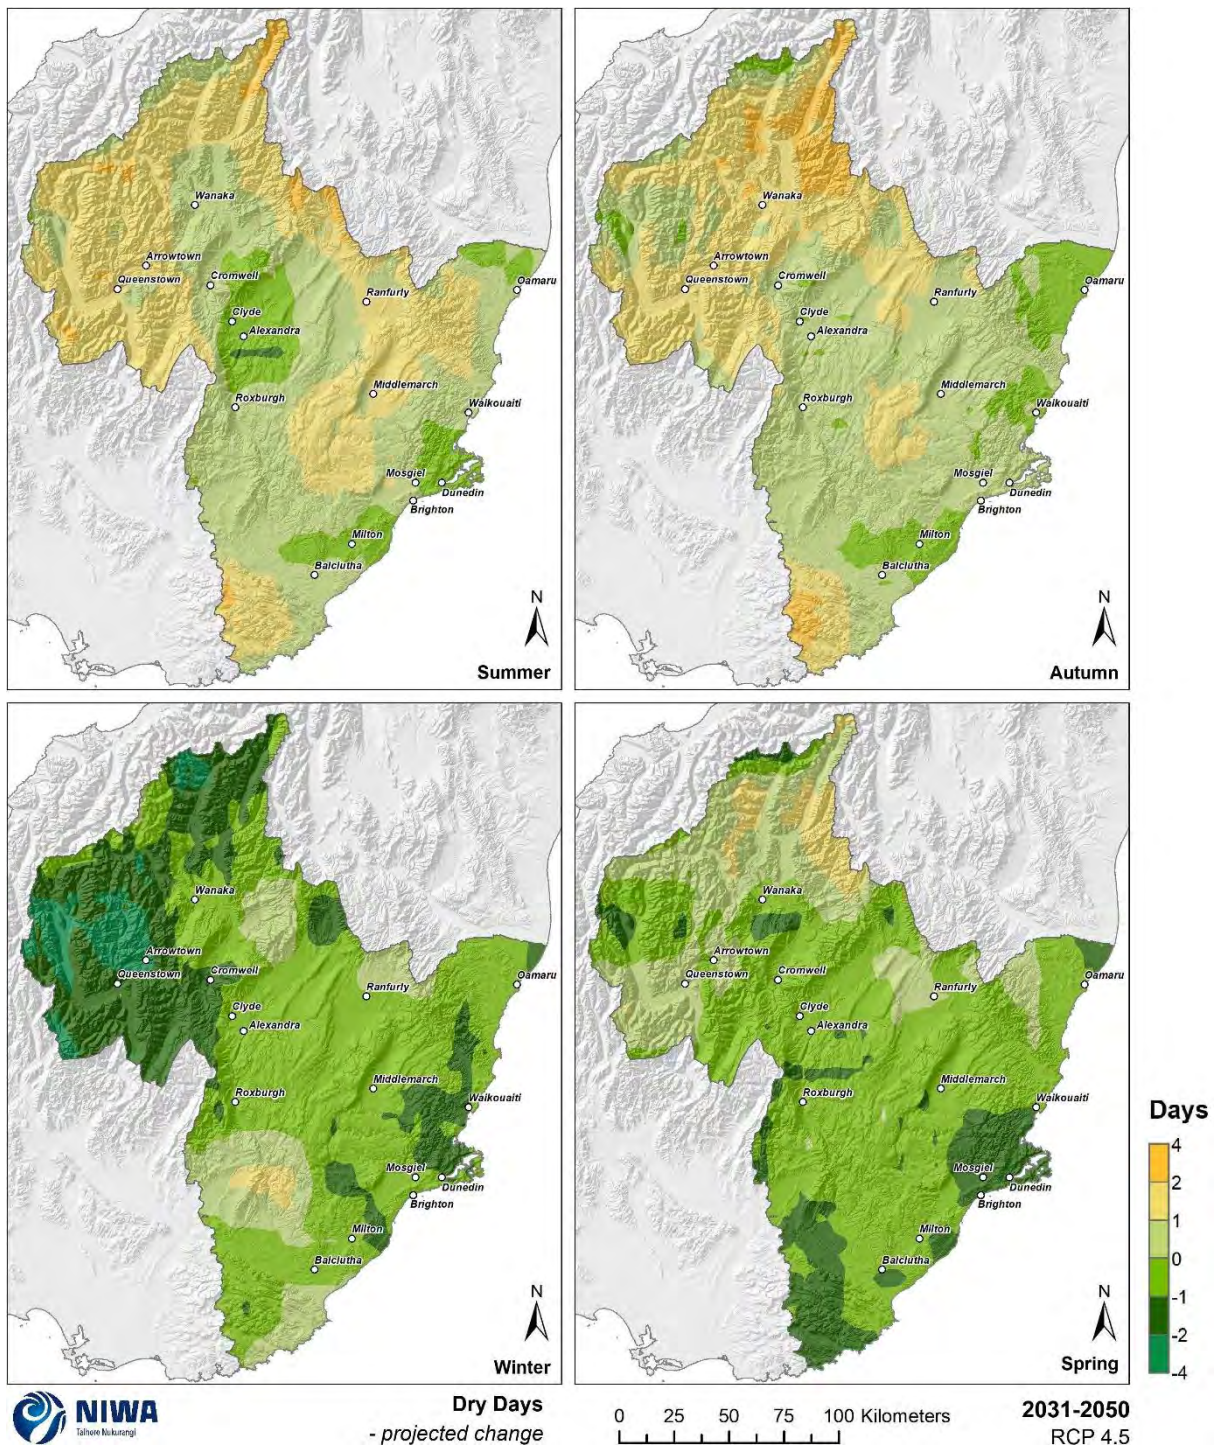 Wanaka
Arrowtown
Queenstown
Cromwell
Clyde
Alexandra
Ranfurly
Oamaru
Roxburgh
Middlemarch
Waikouaiti
Mosgiel
Dunedin
Brighton
Milton
Balclutha
N
Summer
Wanaka
Arrowtown
Queenstown
Cromwell
Clyde
Alexandra
Ranfurly
Oamaru
Roxburgh
Middlemarch
Waikouaiti
Mosgiel
Dunedin
Brighton
Milton
Balclutha
N
Autumn
Wanaka
Arrowtown
Queenstown
Cromwell
Clyde
Alexandra
Ranfurly
Oamaru
Roxburgh
Middlemarch
Waikouaiti
Mosgiel
Dunedin
Brighton
Milton
Balclutha
N
Winter
Wanaka
Arrowtown
Queenstown
Cromwell
Clyde
Alexandra
Ranfurly
Oamaru
Roxburgh
Middlemarch
Waikouaiti
Mosgiel
Dunedin
Brighton
Milton
Balclutha
N
Spring
Days
4
2
1
0
-1
-2
-4
NIWA
Taihoro Nukurangi
Dry Days
- projected change
0 25 50 75 100 Kilometers
2031-2050
RCP 4.5